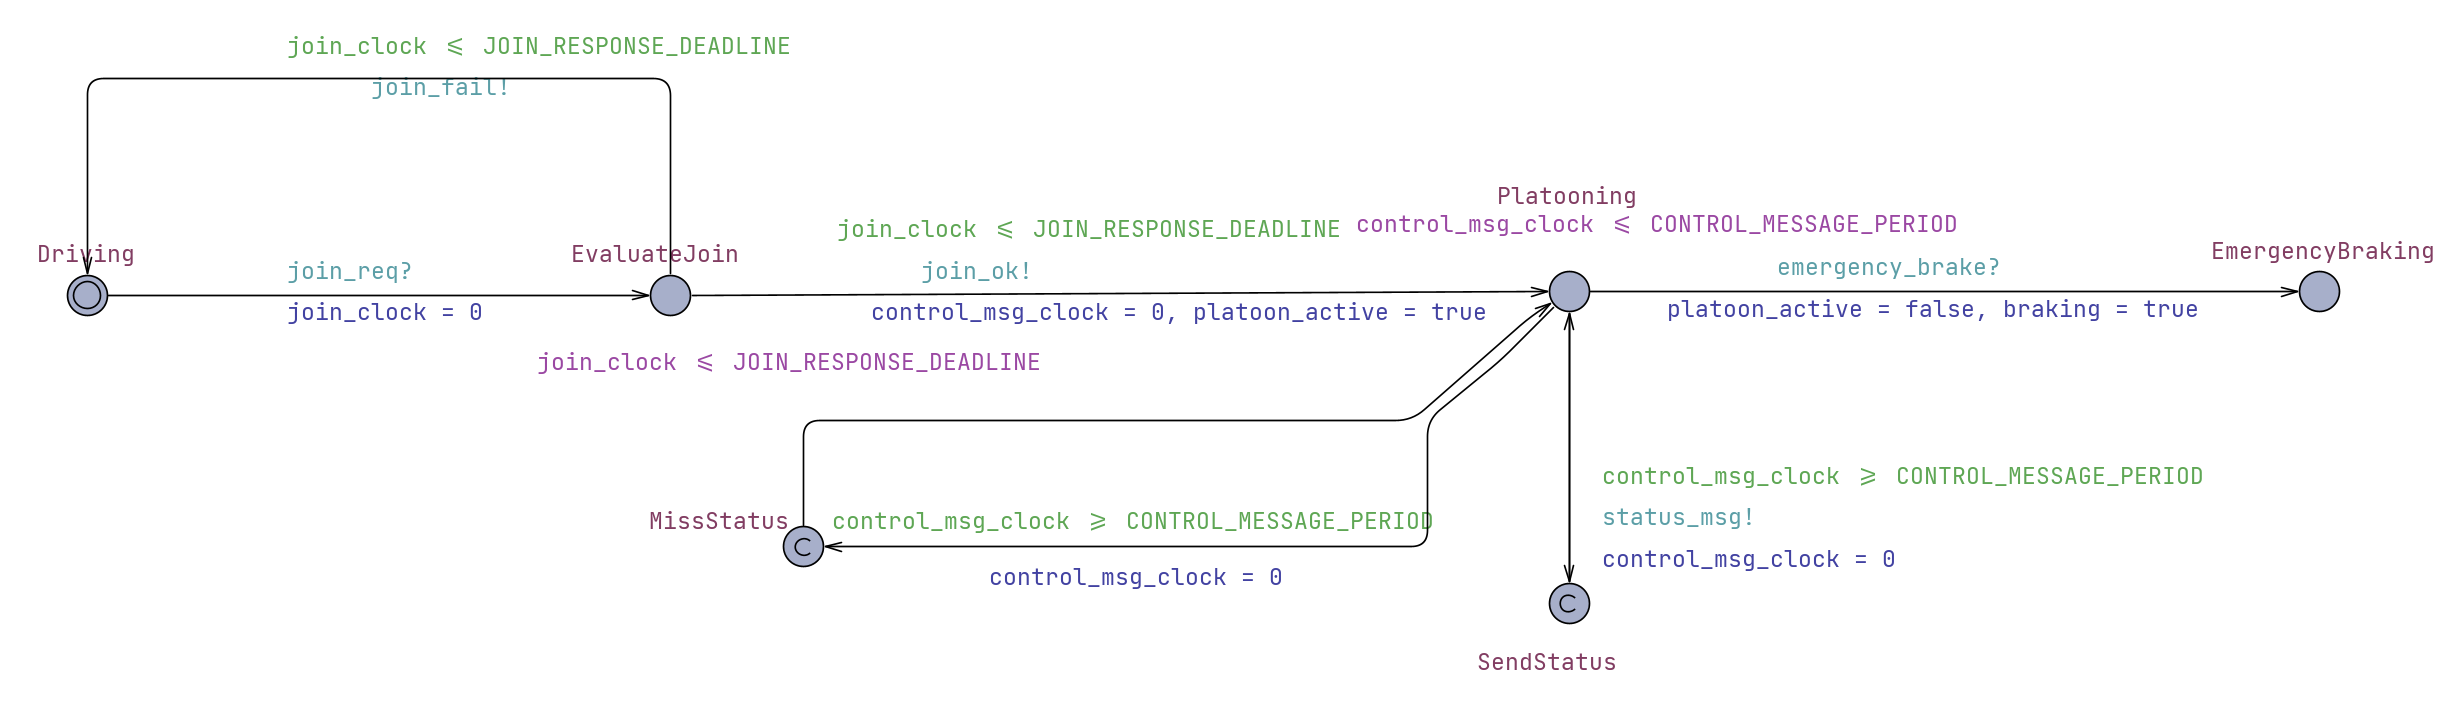 join_clock ⩽ JOIN_RESPONSE_DEADLINE
join_fail!
Driving
join_req?
join_clock = 0
EvaluateJoin
join_clock ⩽ JOIN_RESPONSE_DEADLINE
join_clock ⩽ JOIN_RESPONSE_DEADLINE
join_ok!
control_msg_clock = 0, platoon_active = true
Platooning
control_msg_clock ⩽ CONTROL_MESSAGE_PERIOD
emergency_brake?
platoon_active = false, braking = true
EmergencyBraking
MissStatus
C
control_msg_clock ⩾ CONTROL_MESSAGE_PERIOD
control_msg_clock = 0
control_msg_clock ⩾ CONTROL_MESSAGE_PERIOD
status_msg!
control_msg_clock = 0
C
SendStatus